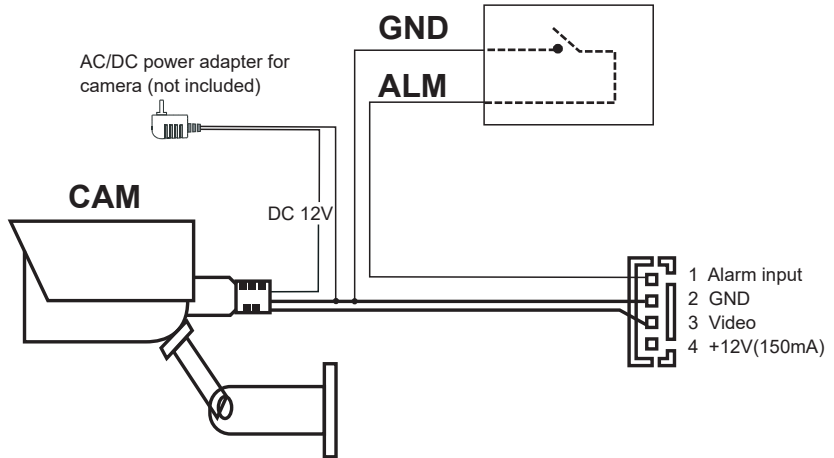 GND
AC/DC power adapter for
camera (not included)
ALM
CAM
DC 12V
1 Alarm input
2 GND
3 Video
4 +12V(150mA)